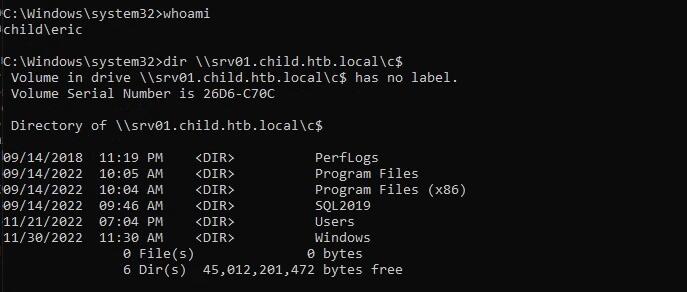 C:\Windows\system32>whoami
child\eric
C:\Windows\system32>dir \\srv01.child.htb.local\c$
 Volume in drive \\srv01.child.htb.local\c$ has no label.
 Volume Serial Number is 26D6-C70C
 Directory of \\srv01.child.htb.local\c$
09/14/2018  11:19 PM    <DIR>          PerfLogs
09/14/2022  10:05 AM    <DIR>          Program Files
09/14/2022  10:04 AM    <DIR>          Program Files (x86)
09/14/2022  09:46 AM    <DIR>          SQL2019
11/21/2022  07:04 PM    <DIR>          Users
11/30/2022  11:30 AM    <DIR>          Windows
               0 File(s)              0 bytes
               6 Dir(s)  45,012,201,472 bytes free